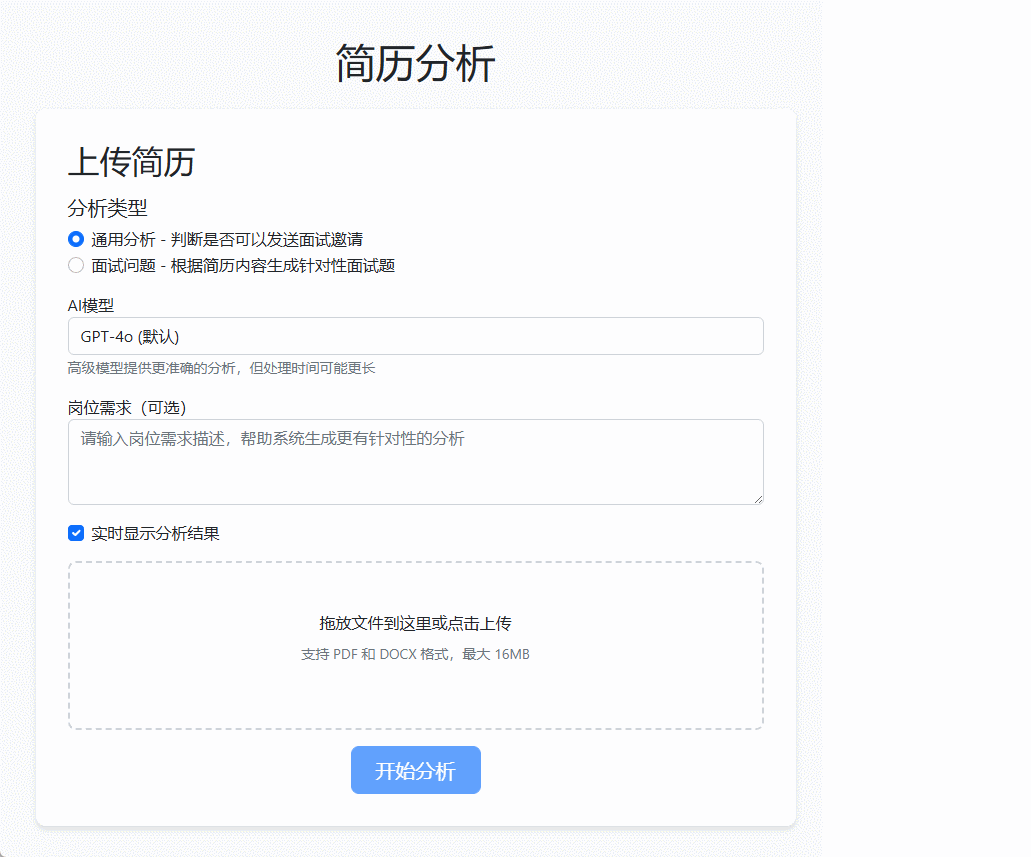 简历分析
上传简历
分析类型
通用分析 - 判断是否可以发送面试邀请
面试问题 - 根据简历内容生成针对性面试题
AI模型
GPT-4o (默认)
高级模型提供更准确的分析，但处理时间可能更长
岗位需求（可选）
请输入岗位需求描述，帮助系统生成更有针对性的分析
实时显示分析结果
拖放文件到这里或点击上传
支持 PDF 和 DOCX 格式，最大 16MB
开始分析